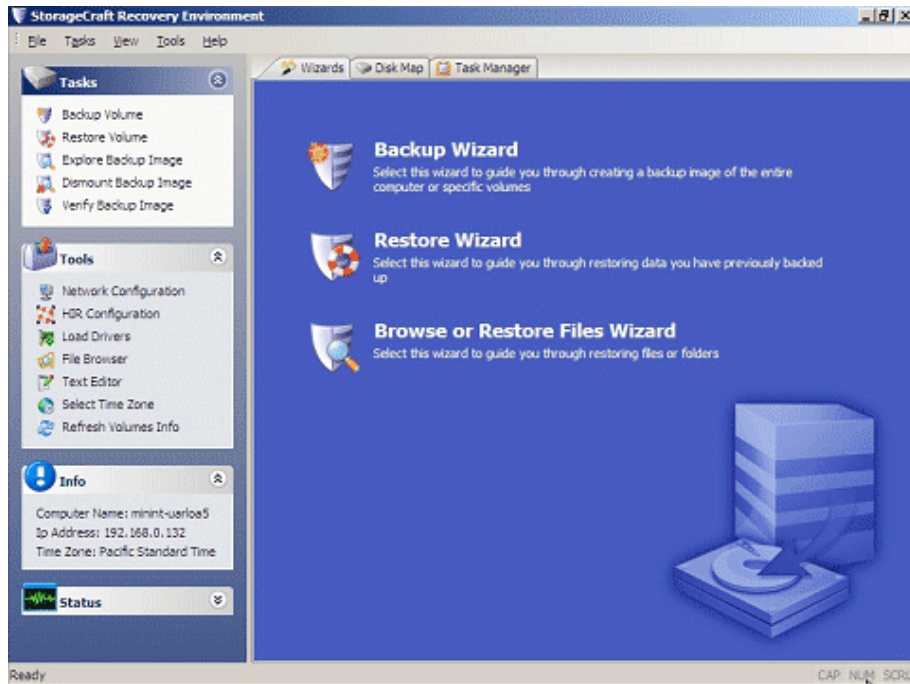 StorageCraft Recovery Environment
File Tasks View Tools Help
Tasks
Backup Volume
Restore Volume
Explore Backup Image
Dismount Backup Image
Verify Backup Image
Tools
Network Configuration
HIR Configuration
Load Drivers
File Browser
Text Editor
Select Time Zone
Refresh Volumes Info
Info
Computer Name: minint-uarloa5
Ip Address: 192.168.0.132
Time Zone: Pacific Standard Time
Status
Wizards Disk Map Task Manager
Backup Wizard
Select this wizard to guide you through creating a backup image of the entire
computer or specific volumes
Restore Wizard
Select this wizard to guide you through restoring data you have previously backed
up
Browse or Restore Files Wizard
Select this wizard to guide you through restoring files or folders
Ready
CAP NUM SCRL